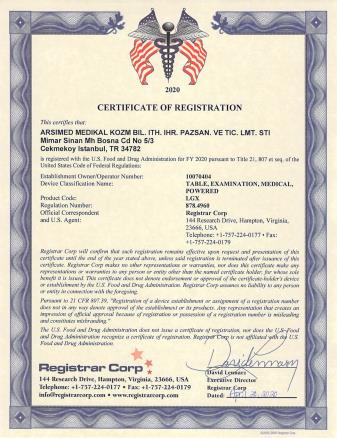 2020
CERTIFICATE OF REGISTRATION
This certifies that:
ARSIMED MEDIKAL KOZM BIL. ITH. IHR. PAZSAN. VE TIC. LMT. STI
Mimar Sinan Mh Bosna Cd No 5/3
Cekmekoy Istanbul, TR 34782
is registered with the U.S. Food and Drug Administration for FY 2020 pursuant to Title 21, 807 et seq. of the
United States Code of Federal Regulations:
Establishment Owner/Operator Number: 10070404
Device Classification Name: TABLE, EXAMINATION, MEDICAL,
POWERED
Product Code: LGX
Regulation Number: 878.4960
Official Correspondent Registrar Corp
and U.S. Agent: 144 Research Drive, Hampton, Virginia,
23666, USA
Telephone: +1-757-224-0177 • Fax:
+1-757-224-0179
Registrar Corp will confirm that such registration remains effective upon request and presentation of this
certificate until the end of the year stated above, unless said registration is terminated after issuance of this
certificate. Registrar Corp makes no other representations or warranties, nor does this certificate make any
representations or warranties to any person or entity other than the named certificate holder, for whose sole
benefit it is issued. This certificate does not denote endorsement or approval of the certificate-holder's device
or establishment by the U.S. Food and Drug Administration. Registrar Corp assumes no liability to any person
or entity in connection with the foregoing.
Pursuant to 21 CFR 807.39, "Registration of a device establishment or assignment of a registration number
does not in any way denote approval of the establishment or its products. Any representation that creates an
impression of official approval because of registration or possession of a registration number is misleading
and constitutes misbranding."
The U.S. Food and Drug Administration does not issue a certificate of registration, nor does the U.S. Food
and Drug Administration recognize a certificate of registration. Registrar Corp is not affiliated with the U.S.
Food and Drug Administration.
Registrar Corp
144 Research Drive, Hampton, Virginia, 23666, USA
Telephone: +1-757-224-0177 • Fax: +1-757-224-0179
info@registrarcorp.com • www.registrarcorp.com
David Lennarz
Executive Director
Registrar Corp
Dated: April 2020